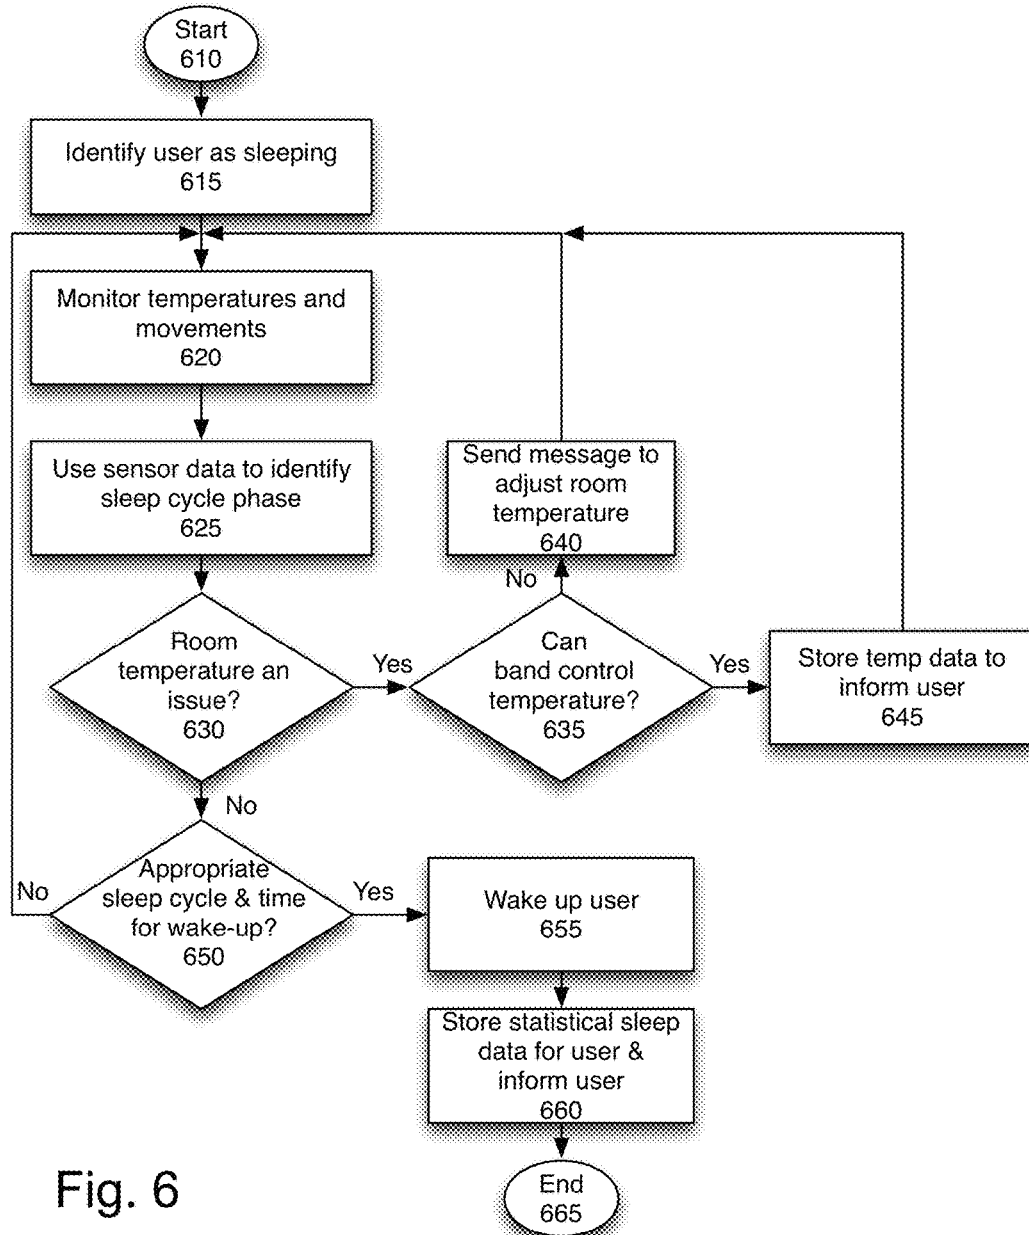 Start
610
Identify user as sleeping
615
Monitor temperatures and
movements
620
Use sensor data to identify
sleep cycle phase
625
Send message to
adjust room
temperature
640
No
Room
temperature an
issue?
630
Yes
Can
band control
temperature?
635
Yes
Store temp data to
inform user
645
No
No
Appropriate
sleep cycle & time
for wake-up?
650
Yes
Wake up user
655
Store statistical sleep
data for user &
inform user
660
End
665
Fig. 6